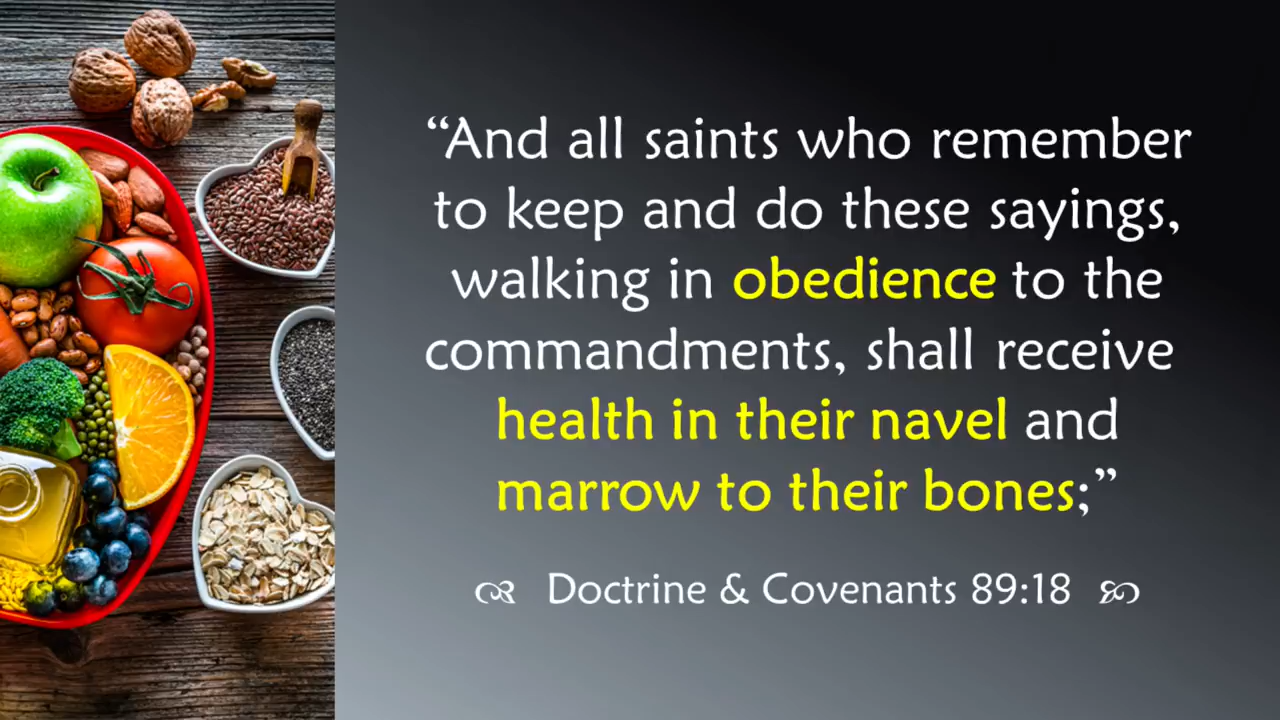 “And all saints who remember
to keep and do these sayings,
walking in obedience to the
commandments, shall receive
health in their navel and
marrow to their bones;”
Doctrine & Covenants 89:18